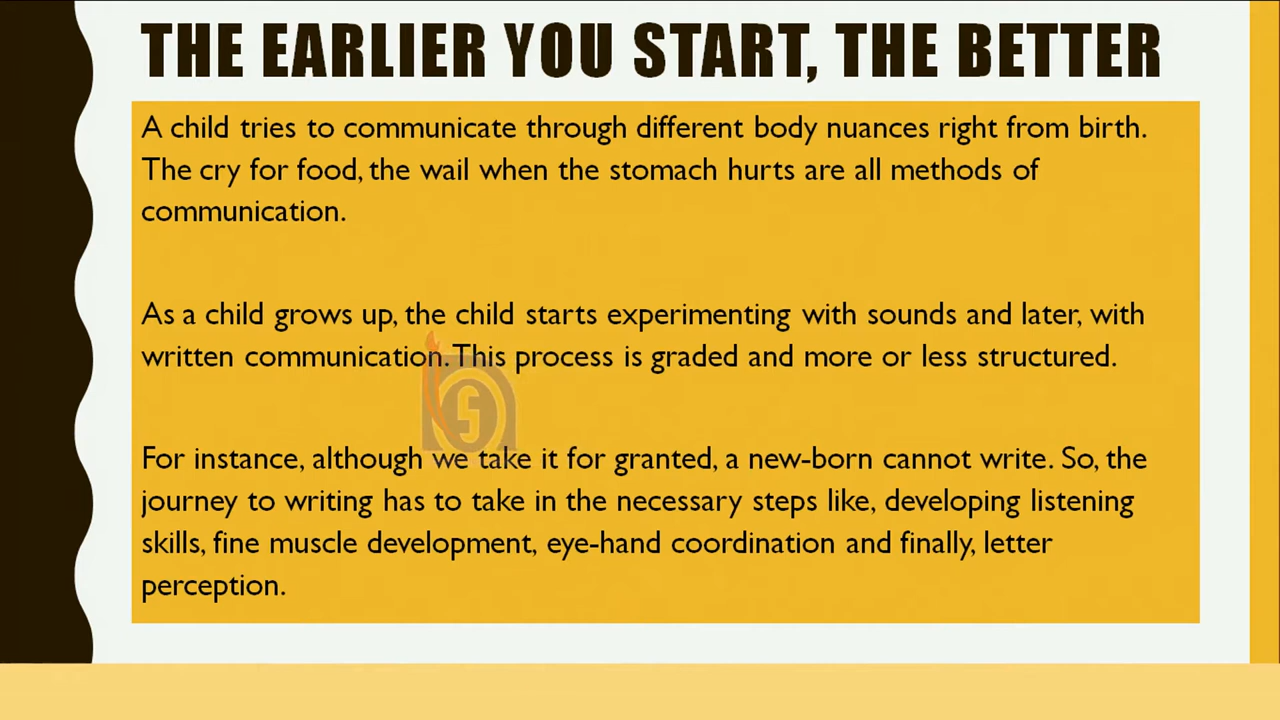 THE EARLIER YOU START, THE BETTER
A child tries to communicate through different body nuances right from birth.
The cry for food, the wail when the stomach hurts are all methods of
communication.
As a child grows up, the child starts experimenting with sounds and later, with
written communication. This process is graded and more or less structured.
For instance, although we take it for granted, a new-born cannot write. So, the
journey to writing has to take in the necessary steps like, developing listening
skills, fine muscle development, eye-hand coordination and finally, letter
perception.